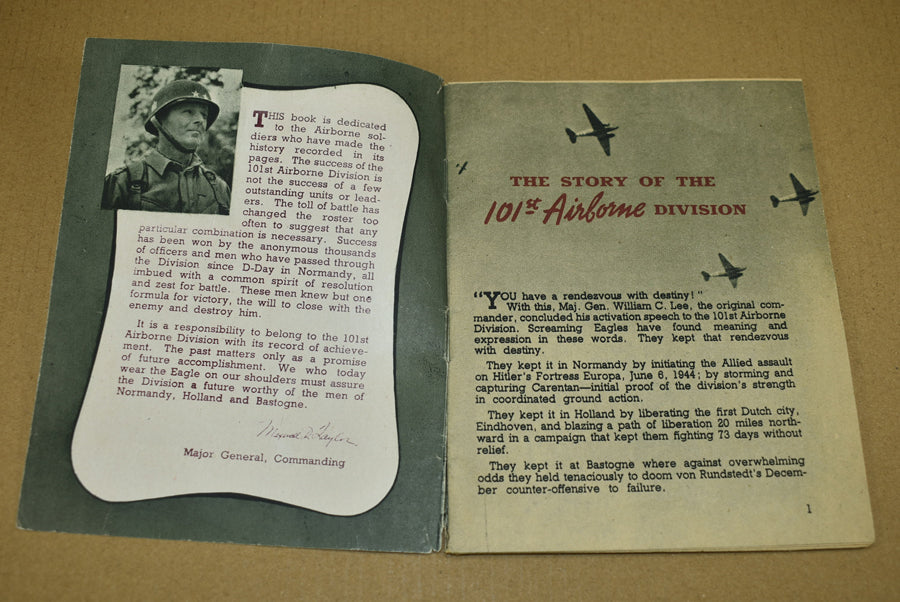 THIS book is dedicated
to the Airborne sol-
diers who have made the
history recorded in its
pages. The success of the
101st Airborne Division is
not the success of a few
outstanding units or lead-
ers. The toll of battle has
changed the roster too
often to suggest that any
particular combination is necessary. Success
has been won by the anonymous thousands
of officers and men who have passed through
the Division since D-Day in Normandy, all
imbued with a common spirit of resolution
and zest for battle. These men knew but one
formula for victory, the will to close with the
enemy and destroy him.
It is a responsibility to belong to the 101st
Airborne Division with its record of achieve-
ment. The past matters only as a promise
of future accomplishment. We who today
wear the Eagle on our shoulders must assure
the Division a future worthy of the men of
Normandy, Holland and Bastogne.
Maxwell D. Taylor
Major General, Commanding
THE STORY OF THE
101st Airborne DIVISION
"YOU have a rendezvous with destiny!"
With this, Maj. Gen. William C. Lee, the original com-
mander, concluded his activation speech to the 101st Airborne
Division. Screaming Eagles have found meaning and
expression in these words. They kept that rendezvous
with destiny.
They kept it in Normandy by initiating the Allied assault
on Hitler's Fortress Europa, June 6, 1944; by storming and
capturing Carentan—initial proof of the division's strength
in coordinated ground action.
They kept it in Holland by liberating the first Dutch city,
Eindhoven, and blazing a path of liberation 20 miles north-
ward in a campaign that kept them fighting 73 days without
relief.
They kept it at Bastogne where against overwhelming
odds they held tenaciously to doom von Rundstedt's Decem-
ber counter-offensive to failure.
1